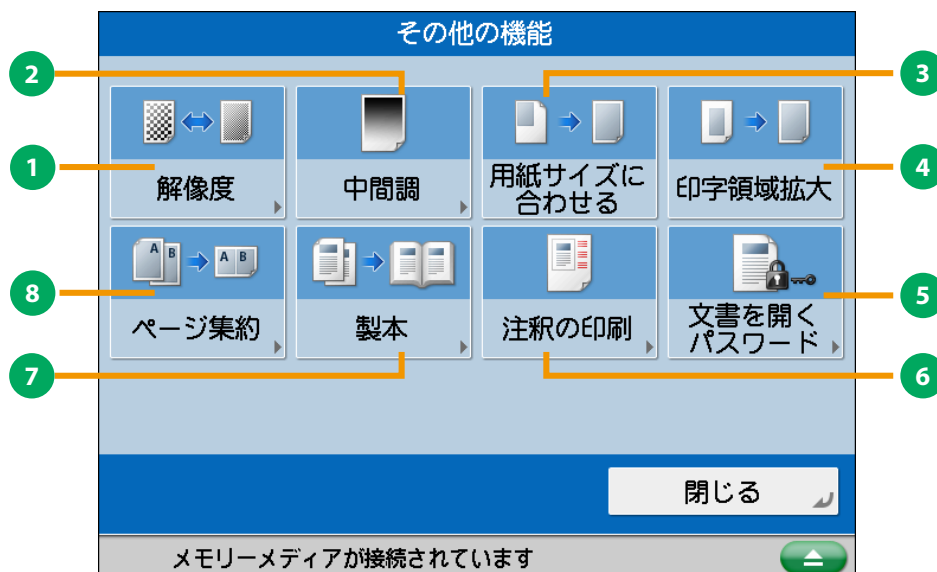 その他の機能
2
3
1
4
解像度
中間調
用紙サイズに
合わせる
印字領域拡大
A B
A B
8
5
ページ集約
製本
注釈の印刷
文書を開く
パスワード
7
6
閉じる
メモリーメディアが接続されています